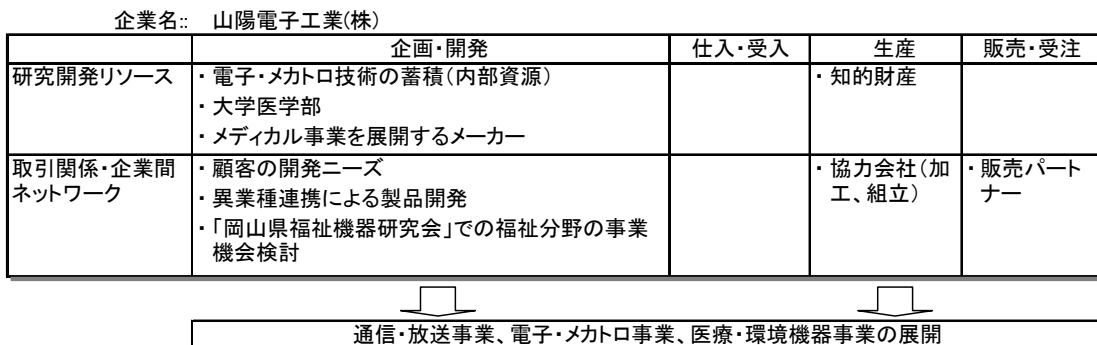 企業名:: 山陽電子工業(株)
企画・開発 仕入・受入 生産 販売・受注
研究開発リソース
・電子・メカトロ技術の蓄積(内部資源)
・大学医学部
・メディカル事業を展開するメーカー
・知的財産
取引関係・企業間
ネットワーク
・顧客の開発ニーズ
・異業種連携による製品開発
・「岡山県福祉機器研究会」での福祉分野の事業
機会検討
・協力会社(加
工、組立)
・販売パート
ナー
通信・放送事業、電子・メカトロ事業、医療・環境機器事業の展開